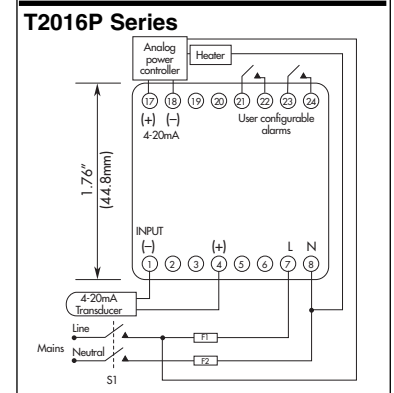 T2016P Series
Analog
power
controller
Heater
17 18 19 20 21 22 23 24
(+) (–)
4-20mA
User configurable
alarms
1.76"
(44.8mm)
INPUT
(–) (+) L N
1 2 3 4 5 6 7 8
4-20mA
Transducer
Line
Mains
Neutral
F1
F2
S1